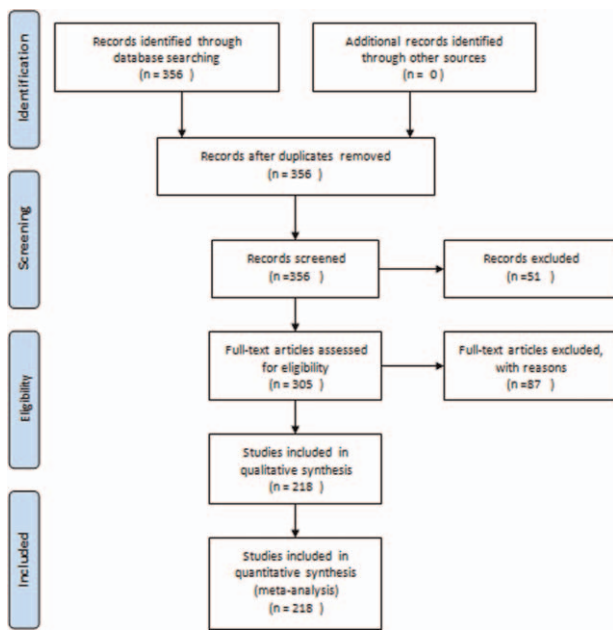 Identification
Records identified through
database searching
(n = 356 )
Additional records identified
through other sources
(n = 0 )
Records after duplicates removed
(n = 356 )
Screening
Records screened
(n =356 )
Records excluded
(n =51 )
Eligibility
Full-text articles assessed
for eligibility
(n = 305 )
Full-text articles excluded,
with reasons
(n =87 )
Studies included in
qualitative synthesis
(n = 218 )
Included
Studies included in
quantitative synthesis
(meta-analysis)
(n = 218 )